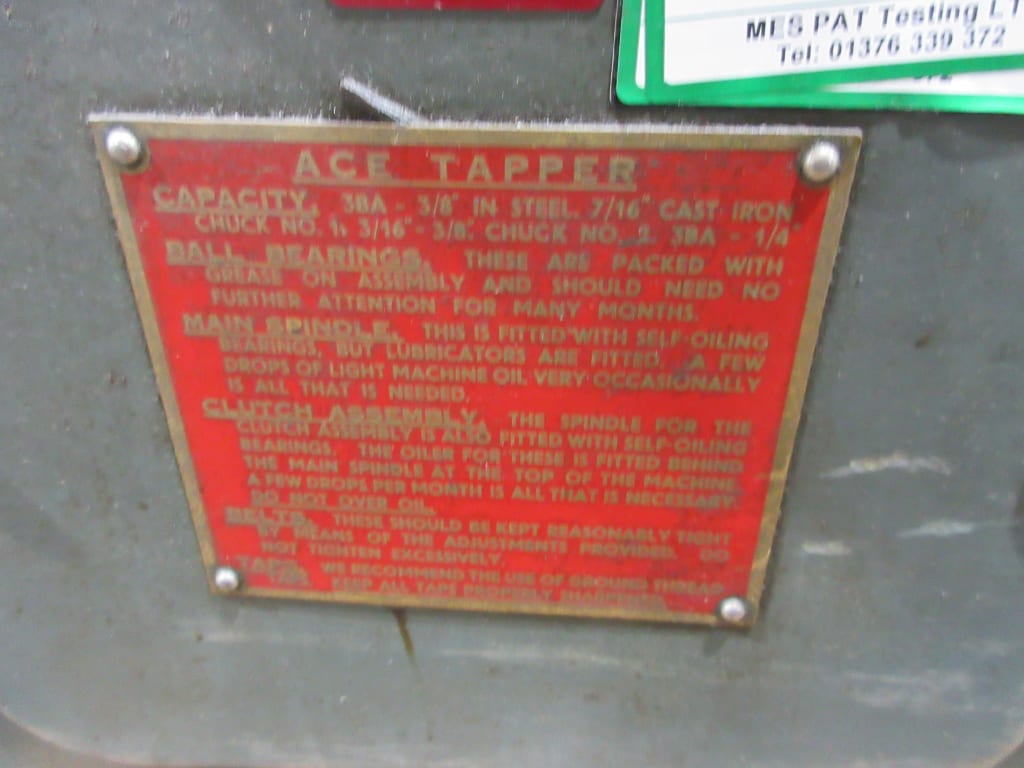 MES PAT Testing LT
Tel: 01376 339 372
ACE TAPPER
CAPACITY. 3BA - 3/8" IN STEEL. 7/16" CAST IRON
CHUCK NO. 1. 3/16" - 3/8". CHUCK NO. 2. 3BA - 1/4"
BALL BEARINGS. THESE ARE PACKED WITH
GREASE ON ASSEMBLY AND SHOULD NEED NO
FURTHER ATTENTION FOR MANY MONTHS.
MAIN SPINDLE. THIS IS FITTED WITH SELF-OILING
BEARINGS, BUT LUBRICATORS ARE FITTED. A FEW
DROPS OF LIGHT MACHINE OIL VERY OCCASIONALLY
IS ALL THAT IS NEEDED.
CLUTCH ASSEMBLY. THE SPINDLE FOR THE
CLUTCH ASSEMBLY IS ALSO FITTED WITH SELF-OILING
BEARINGS. THE OILER FOR THESE IS FITTED BEHIND
THE MAIN SPINDLE AT THE TOP OF THE MACHINE
A FEW DROPS PER MONTH IS ALL THAT IS NECESSARY.
DO NOT OVER OIL.
BELTS. THESE SHOULD BE KEPT REASONABLY TIGHT
BY MEANS OF THE ADJUSTMENTS PROVIDED. DO
NOT TIGHTEN EXCESSIVELY.
TAPS. WE RECOMMEND THE USE OF GROUND THREAD
TAPS. KEEP ALL TAPS PROPERLY SHARPENED.